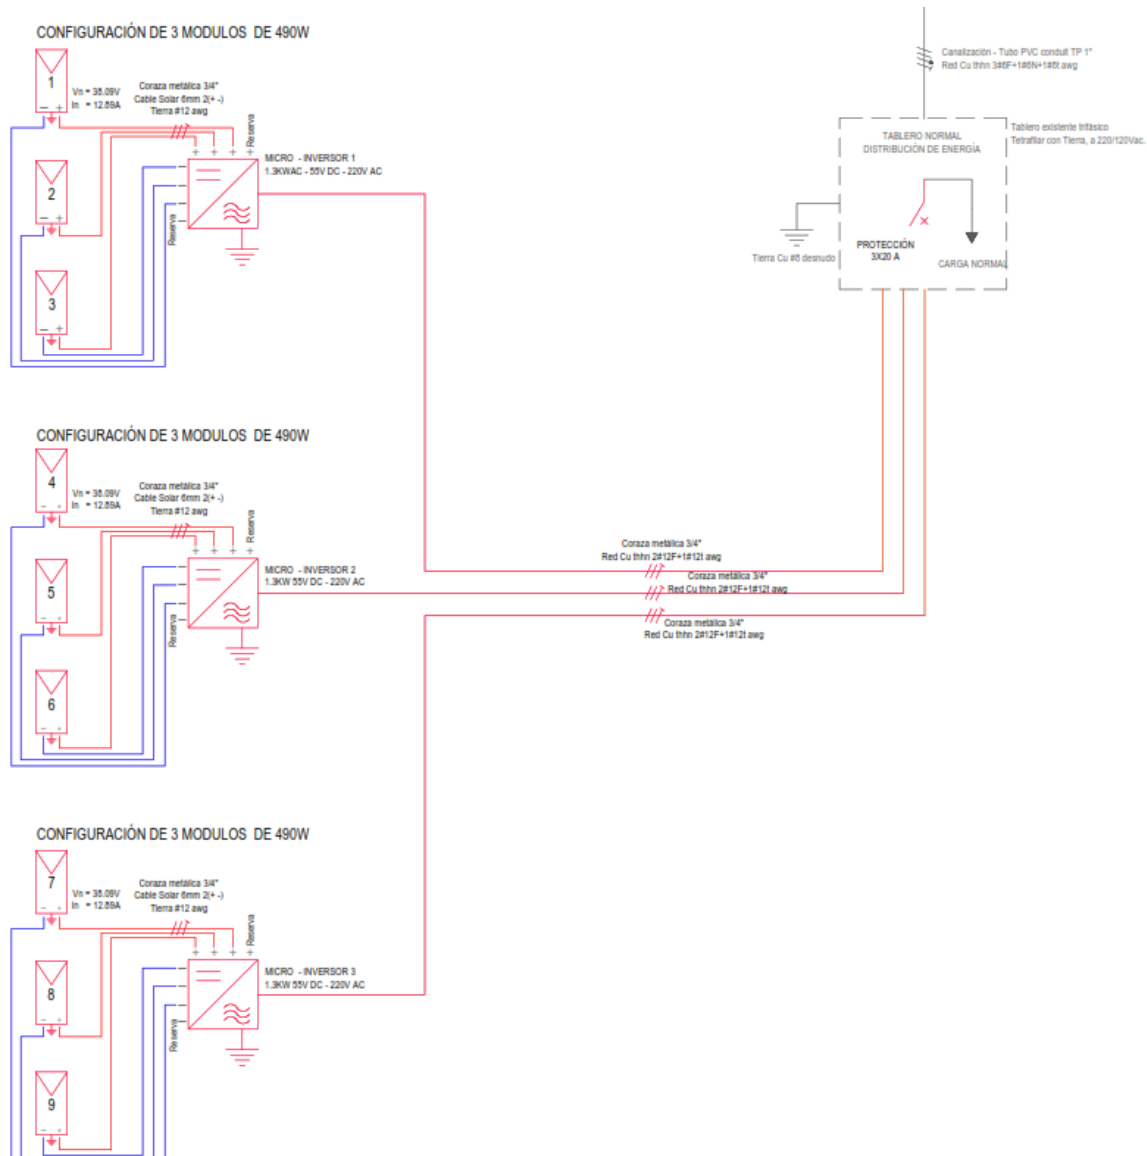 CONFIGURACIÓN DE 3 MODULOS DE 490W
1
Vn = 38.09V
In = 12.89A
Coraza metálica 3/4"
Cable Solar 6mm 2(+ -)
Tierra #12 awg
Reserva
MICRO - INVERSOR 1
1.3KWAC - 55V DC - 220V AC
2
Reserva
3
Canalización - Tubo PVC conduit TP 1"
Red Cu thhn 3#6F+1#6N+1#8t awg
TABLERO NORMAL
DISTRIBUCIÓN DE ENERGÍA
Tablero existente trifásico
Tetrafilar con Tierra, a 220/120Vac.
PROTECCIÓN
3X20 A
CARGA NORMAL
Tierra Cu #8 desnudo
CONFIGURACIÓN DE 3 MODULOS DE 490W
4
Vn = 38.09V
In = 12.89A
Coraza metálica 3/4"
Cable Solar 6mm 2(+ -)
Tierra #12 awg
Reserva
MICRO - INVERSOR 2
1.3KW 55V DC - 220V AC
5
Reserva
6
Coraza metálica 3/4"
Red Cu thhn 2#12F+1#12t awg
Coraza metálica 3/4"
Red Cu thhn 2#12F+1#12t awg
Coraza metálica 3/4"
Red Cu thhn 2#12F+1#12t awg
CONFIGURACIÓN DE 3 MODULOS DE 490W
7
Vn = 38.09V
In = 12.89A
Coraza metálica 3/4"
Cable Solar 6mm 2(+ -)
Tierra #12 awg
Reserva
MICRO - INVERSOR 3
1.3KW 55V DC - 220V AC
8
Reserva
9